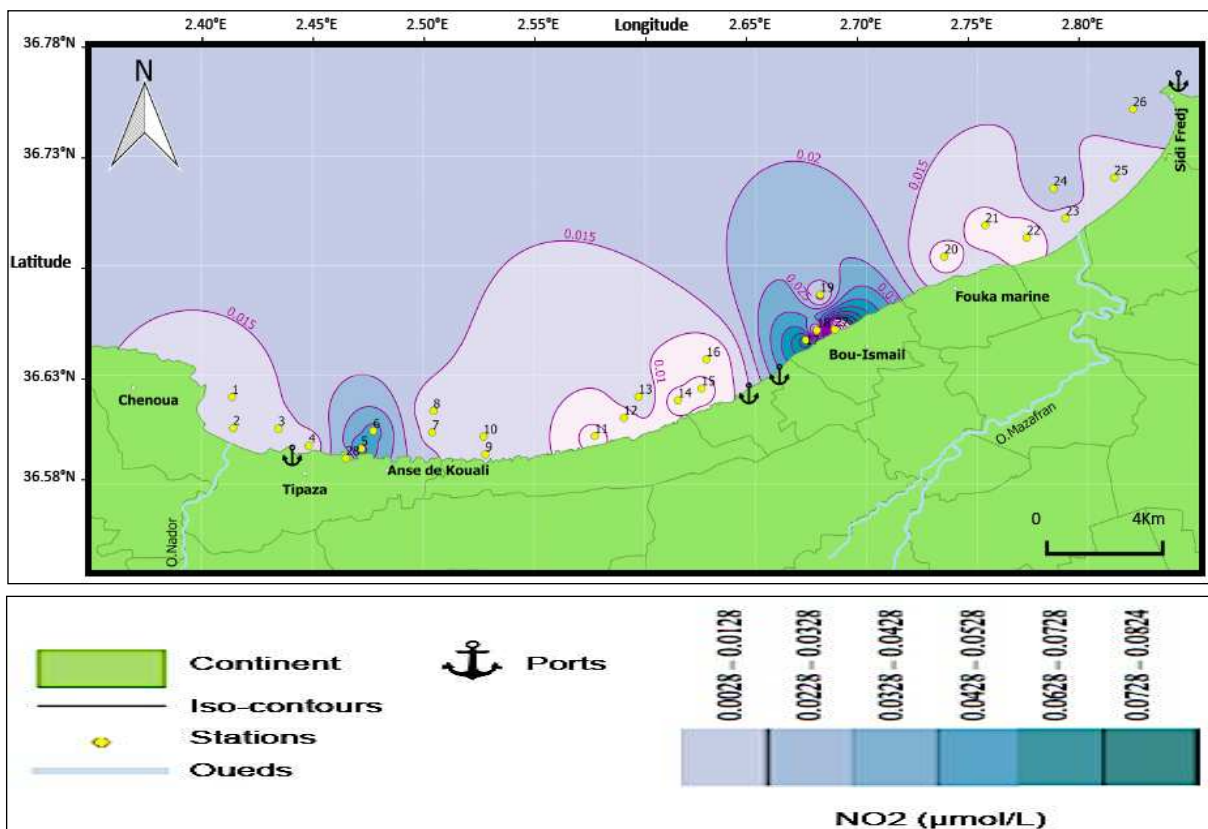 2.40°E 2.45°E 2.50°E 2.55°E Longitude 2.65°E 2.70°E 2.75°E 2.80°E
36.78°N
N
26
Sidi Fredj
36.73°N
0.02
0.015
25
24
23
21
22
0.015
20
Latitude
0.015
0.025
19
Fouka marine
27
Bou-Ismail
16
0.01
15
14
36.63°N
Chenoua
1
13
8
12
2
3
6
7
10
11
4
5
9
28
36.58°N
Tipaza
Anse de Kouali
O.Mazafran
O.Nador
0 4Km
Continent
Ports
Iso-contours
Stations
Oueds
0.0028 – 0.0128
0.0228 – 0.0328
0.0328 – 0.0428
0.0428 – 0.0528
0.0628 – 0.0728
0.0728 – 0.0824
NO2 (µmol/L)